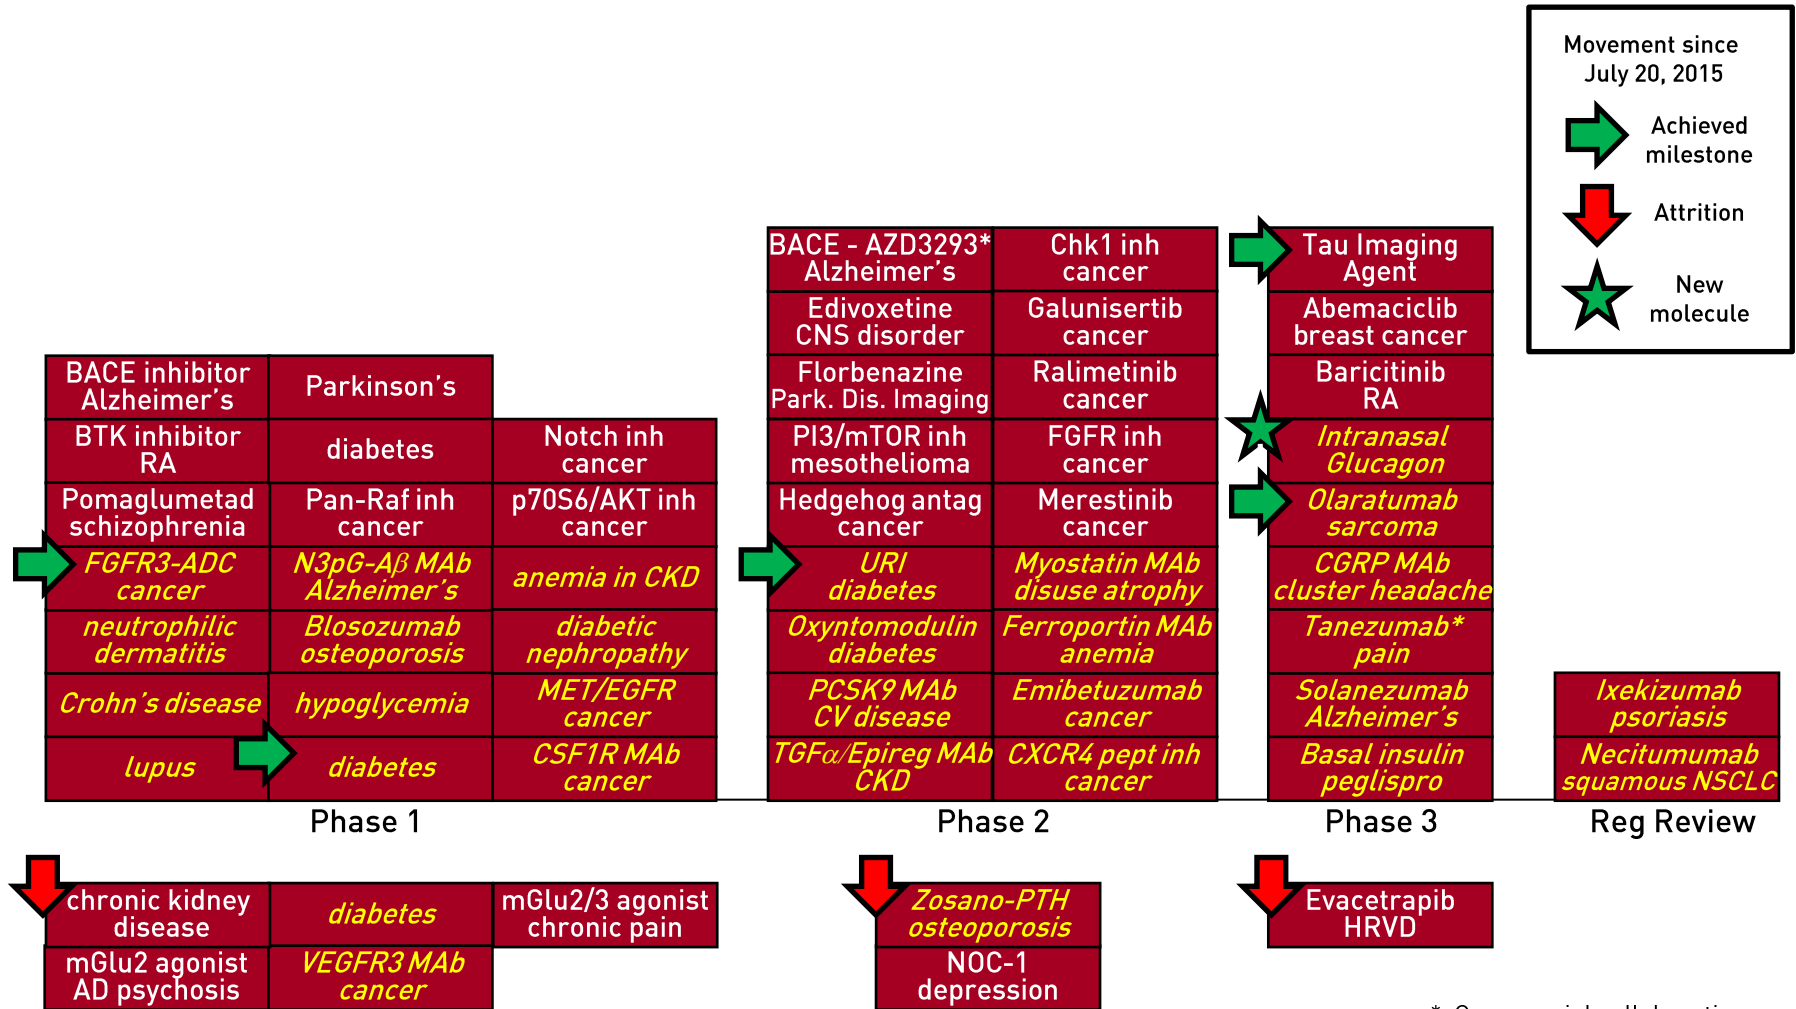 Movement since
July 20, 2015
Achieved
milestone
Attrition
New
molecule
BACE inhibitor
Alzheimer's
Parkinson's
BTK inhibitor
RA
diabetes
Notch inh
cancer
Pomaglumetad
schizophrenia
Pan-Raf inh
cancer
p70S6/AKT inh
cancer
FGFR3-ADC
cancer
N3pG-Aβ MAb
Alzheimer's
anemia in CKD
neutrophilic
dermatitis
Blosozumab
osteoporosis
diabetic
nephropathy
Crohn's disease
hypoglycemia
MET/EGFR
cancer
lupus
diabetes
CSF1R MAb
cancer
Phase 1
BACE - AZD3293*
Alzheimer's
Chk1 inh
cancer
Edivoxetine
CNS disorder
Galunisertib
cancer
Florbenazine
Park. Dis. Imaging
Ralimetinib
cancer
PI3/mTOR inh
mesothelioma
FGFR inh
cancer
Hedgehog antag
cancer
Merestinib
cancer
URI
diabetes
Myostatin MAb
disuse atrophy
Oxyntomodulin
diabetes
Ferroportin MAb
anemia
PCSK9 MAb
CV disease
Emibetuzumab
cancer
TGFα/Epireg MAb
CKD
CXCR4 pept inh
cancer
Phase 2
Tau Imaging
Agent
Abemaciclib
breast cancer
Baricitinib
RA
Intranasal
Glucagon
Olaratumab
sarcoma
CGRP MAb
cluster headache
Tanezumab*
pain
Solanezumab
Alzheimer's
Basal insulin
peglispro
Phase 3
Ixekizumab
psoriasis
Necitumumab
squamous NSCLC
Reg Review
chronic kidney
disease
diabetes
mGlu2/3 agonist
chronic pain
mGlu2 agonist
AD psychosis
VEGFR3 MAb
cancer
Zosano-PTH
osteoporosis
NOC-1
depression
Evacetrapib
HRVD